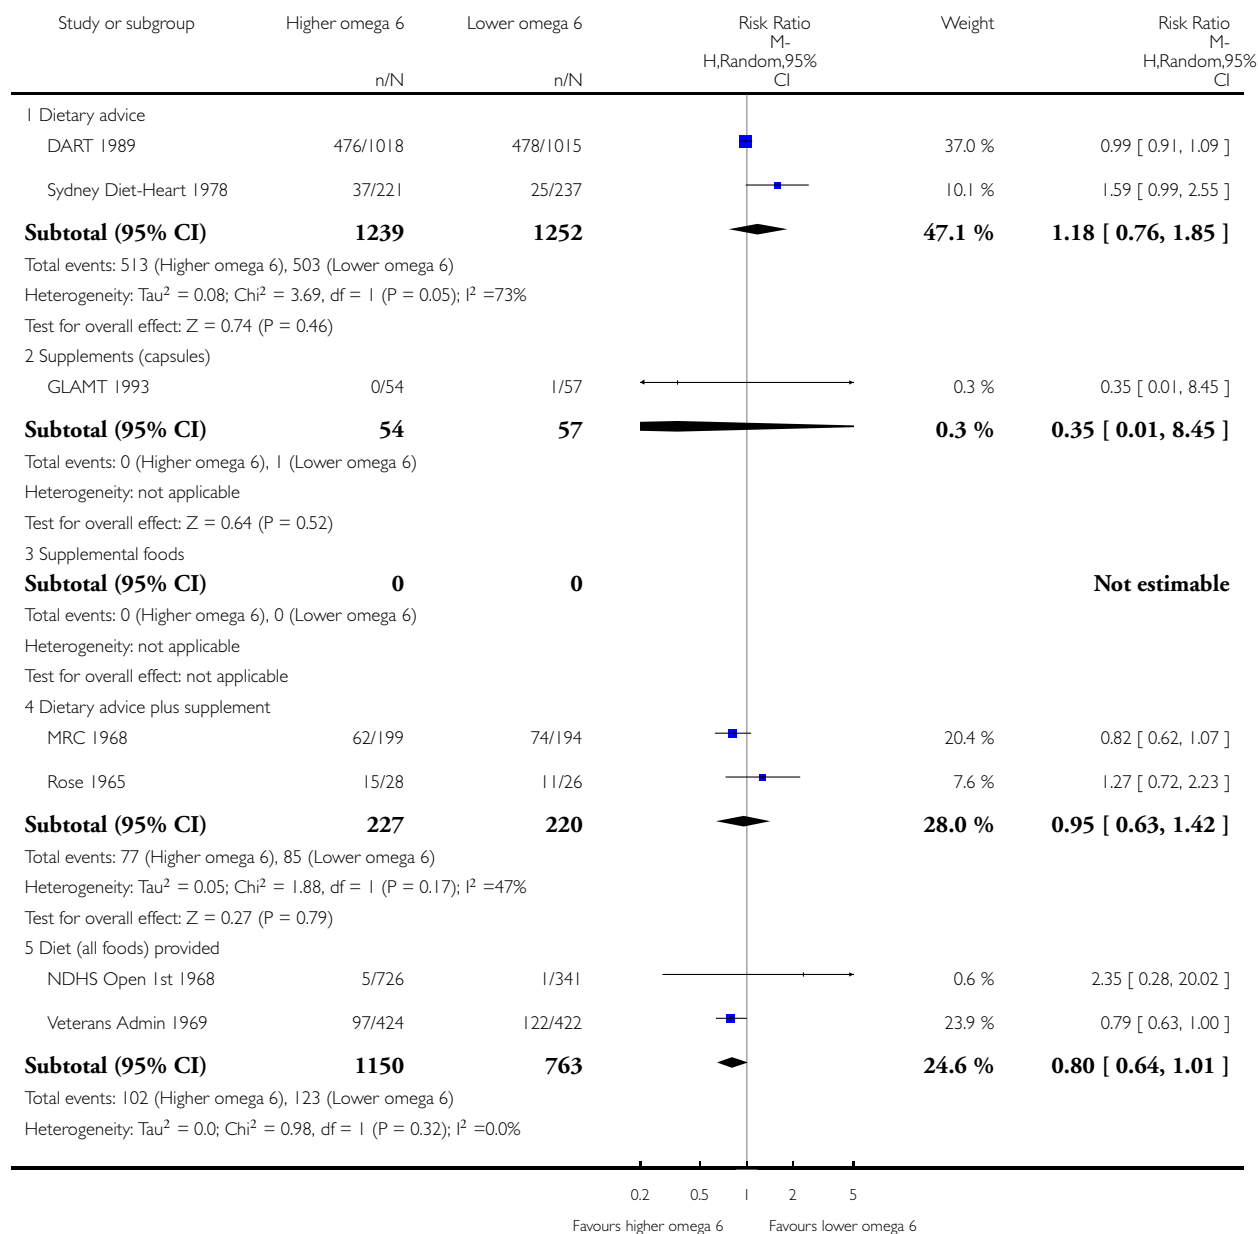 Study or subgroup Higher omega 6 Lower omega 6 Risk Ratio Weight Risk Ratio
M- M-
H,Random,95% H,Random,95%
n/N n/N CI CI
1 Dietary advice
DART 1989 476/1018 478/1015 37.0 % 0.99 [ 0.91, 1.09 ]
Sydney Diet-Heart 1978 37/221 25/237 10.1 % 1.59 [ 0.99, 2.55 ]
Subtotal (95% CI) 1239 1252 47.1 % 1.18 [ 0.76, 1.85 ]
Total events: 513 (Higher omega 6), 503 (Lower omega 6)
Heterogeneity: Tau² = 0.08; Chi² = 3.69, df = 1 (P = 0.05); I² =73%
Test for overall effect: Z = 0.74 (P = 0.46)
2 Supplements (capsules)
GLAMT 1993 0/54 1/57 0.3 % 0.35 [ 0.01, 8.45 ]
Subtotal (95% CI) 54 57 0.3 % 0.35 [ 0.01, 8.45 ]
Total events: 0 (Higher omega 6), 1 (Lower omega 6)
Heterogeneity: not applicable
Test for overall effect: Z = 0.64 (P = 0.52)
3 Supplemental foods
Subtotal (95% CI) 0 0 Not estimable
Total events: 0 (Higher omega 6), 0 (Lower omega 6)
Heterogeneity: not applicable
Test for overall effect: not applicable
4 Dietary advice plus supplement
MRC 1968 62/199 74/194 20.4 % 0.82 [ 0.62, 1.07 ]
Rose 1965 15/28 11/26 7.6 % 1.27 [ 0.72, 2.23 ]
Subtotal (95% CI) 227 220 28.0 % 0.95 [ 0.63, 1.42 ]
Total events: 77 (Higher omega 6), 85 (Lower omega 6)
Heterogeneity: Tau² = 0.05; Chi² = 1.88, df = 1 (P = 0.17); I² =47%
Test for overall effect: Z = 0.27 (P = 0.79)
5 Diet (all foods) provided
NDHS Open 1st 1968 5/726 1/341 0.6 % 2.35 [ 0.28, 20.02 ]
Veterans Admin 1969 97/424 122/422 23.9 % 0.79 [ 0.63, 1.00 ]
Subtotal (95% CI) 1150 763 24.6 % 0.80 [ 0.64, 1.01 ]
Total events: 102 (Higher omega 6), 123 (Lower omega 6)
Heterogeneity: Tau² = 0.0; Chi² = 0.98, df = 1 (P = 0.32); I² =0.0%
0.2 0.5 1 2 5
Favours higher omega 6 Favours lower omega 6